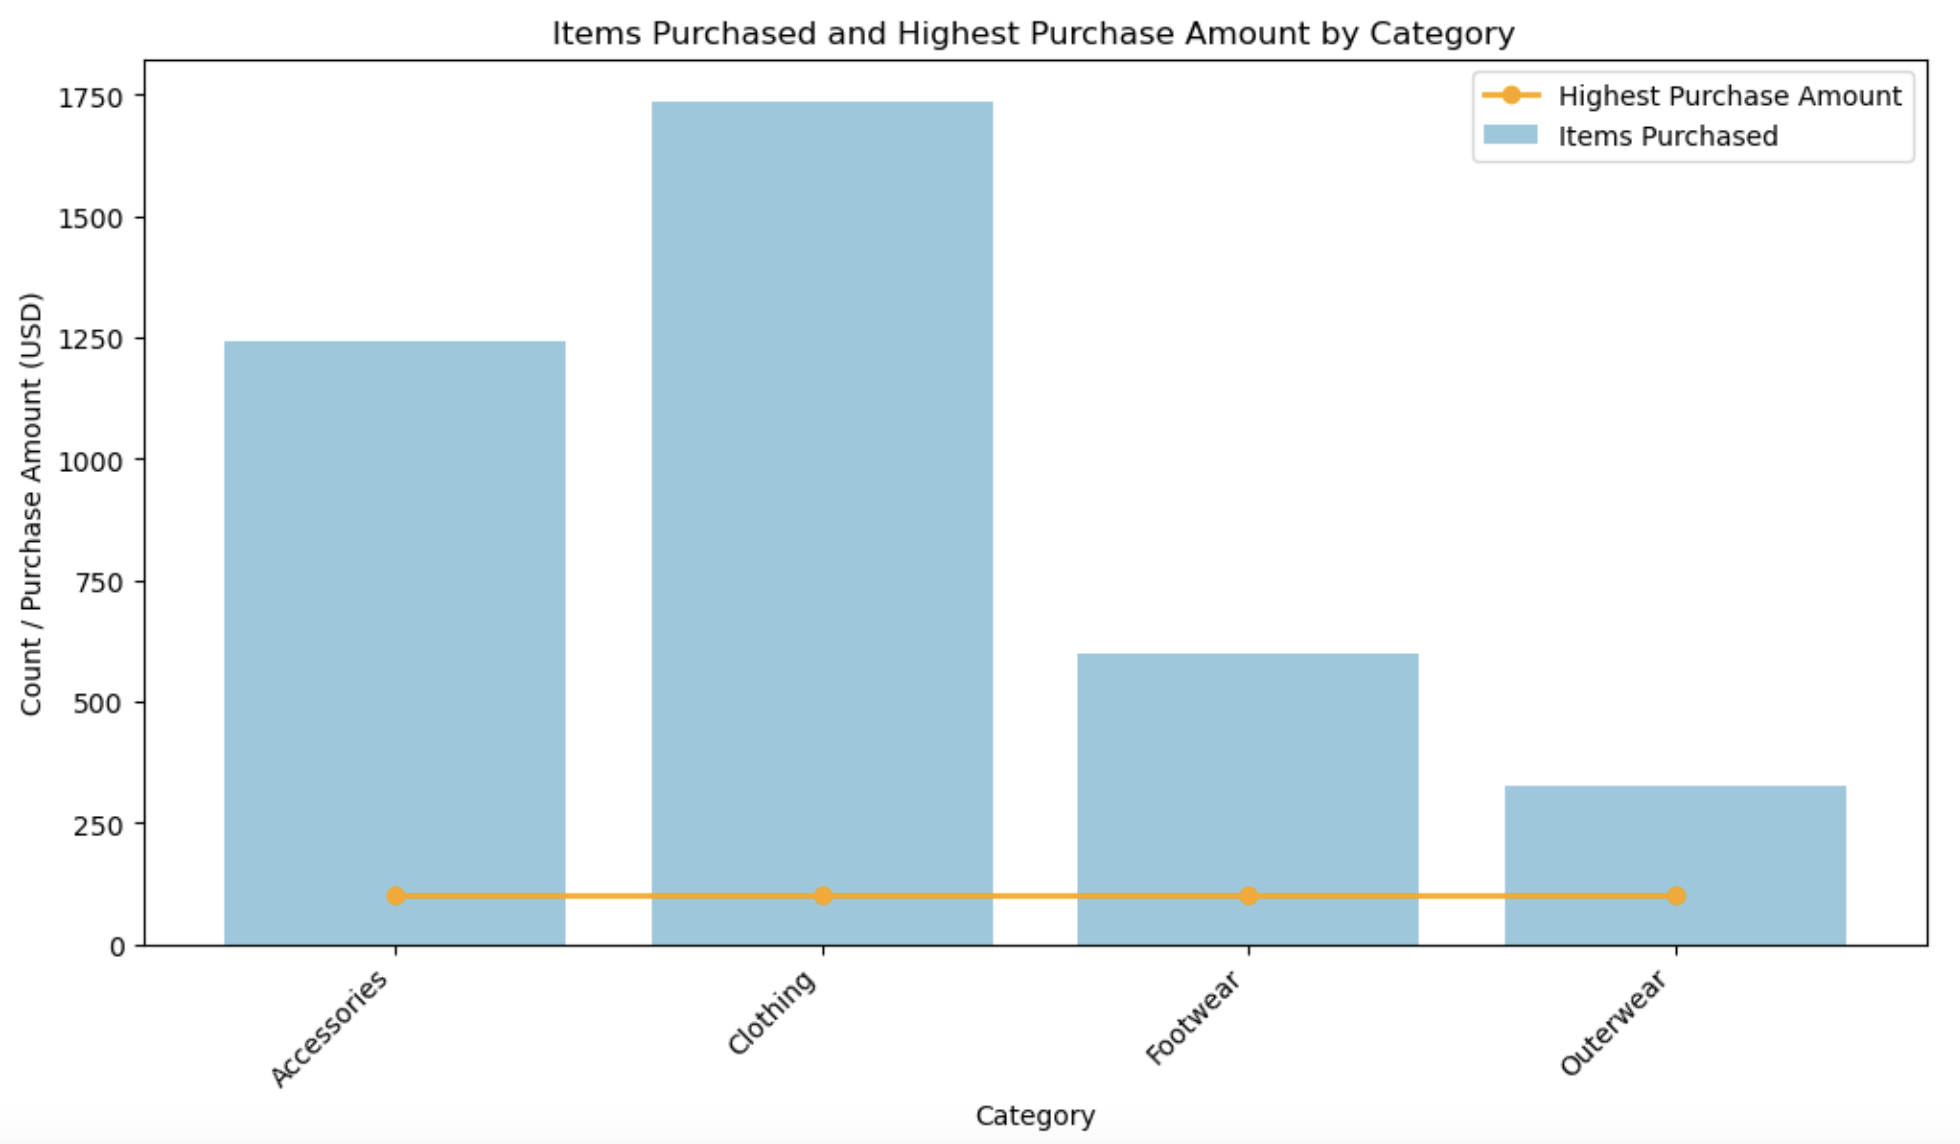 Items Purchased and Highest Purchase Amount by Category
Highest Purchase Amount
Items Purchased
Count / Purchase Amount (USD)
1750
1500
1250
1000
750
500
250
0
Accessories
Clothing
Footwear
Outerwear
Category